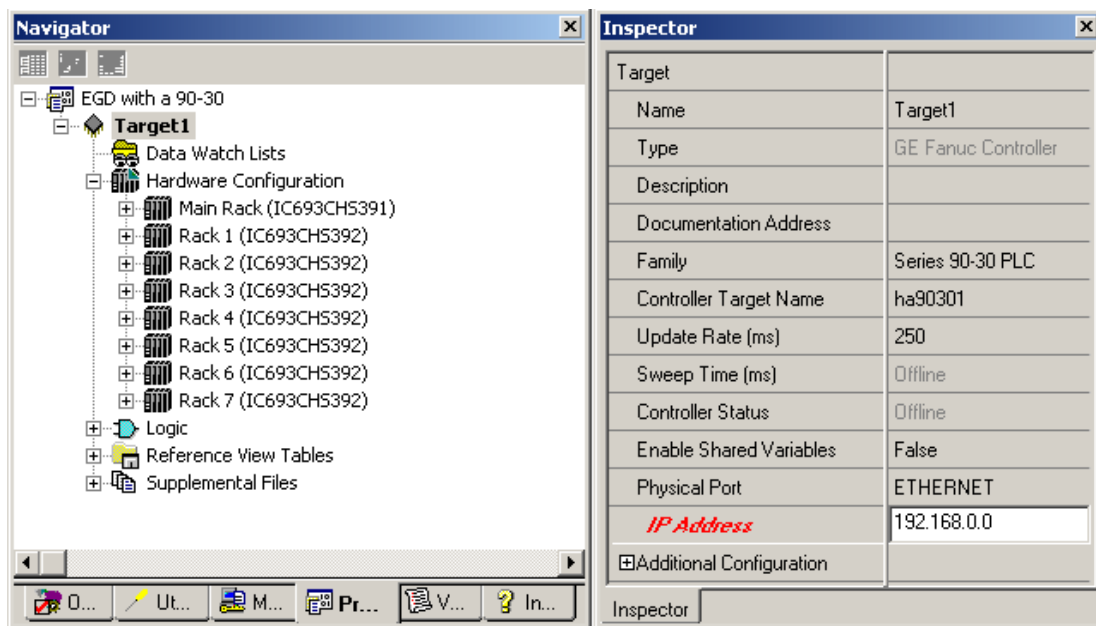 Navigator
EGD with a 90-30
Target1
Data Watch Lists
Hardware Configuration
Main Rack (IC693CHS391)
Rack 1 (IC693CHS392)
Rack 2 (IC693CHS392)
Rack 3 (IC693CHS392)
Rack 4 (IC693CHS392)
Rack 5 (IC693CHS392)
Rack 6 (IC693CHS392)
Rack 7 (IC693CHS392)
Logic
Reference View Tables
Supplemental Files
O... Ut... M... Pr... V... In...
Inspector
Target
Name Target1
Type GE Fanuc Controller
Description
Documentation Address
Family Series 90-30 PLC
Controller Target Name ha90301
Update Rate (ms) 250
Sweep Time (ms) Offline
Controller Status Offline
Enable Shared Variables False
Physical Port ETHERNET
IP Address 192.168.0.0
Additional Configuration
Inspector